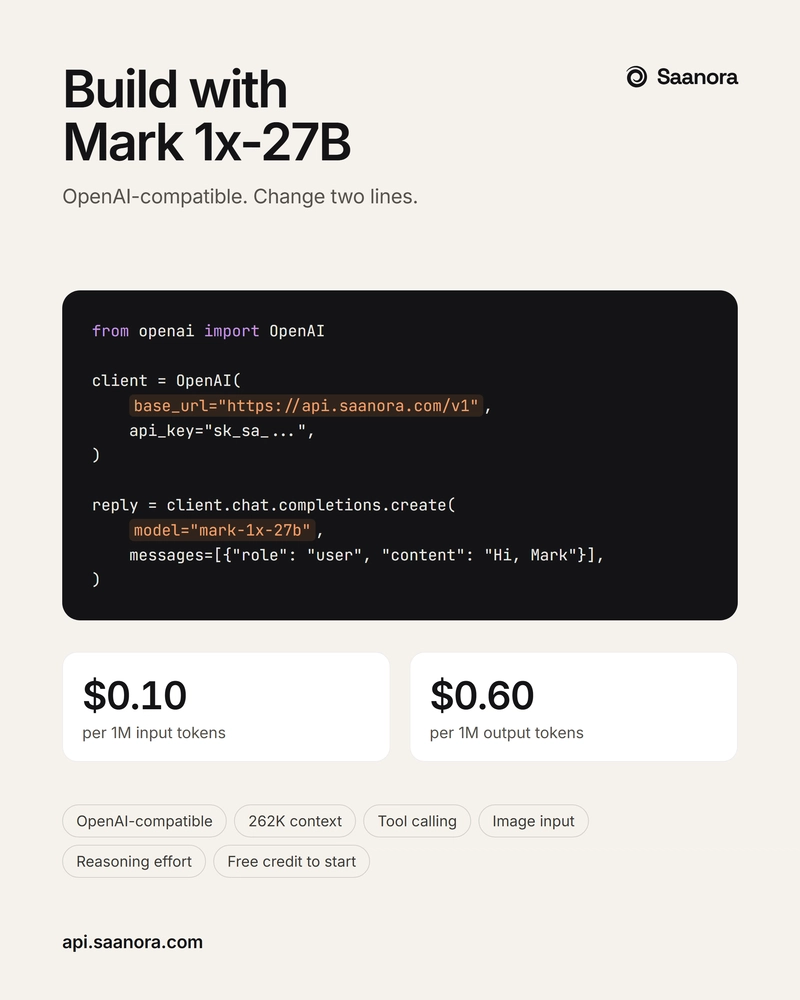 Build with
Mark 1x-27B
Saanora
OpenAI-compatible. Change two lines.
from openai import OpenAI
client = OpenAI(
    base_url="https://api.saanora.com/v1",
    api_key="sk_sa_...",
)
reply = client.chat.completions.create(
    model="mark-1x-27b",
    messages=[{"role": "user", "content": "Hi, Mark"}],
)
$0.10
per 1M input tokens
$0.60
per 1M output tokens
OpenAI-compatible
262K context
Tool calling
Image input
Reasoning effort
Free credit to start
api.saanora.com